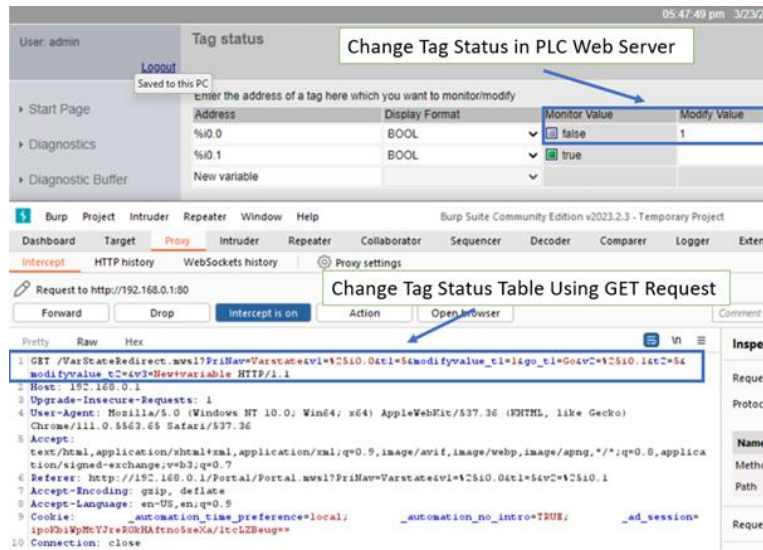 05:47:49 pm 3/23/2
User: admin
Tag status
Change Tag Status in PLC Web Server
Logout
Saved to this PC
Enter the address of a tag here which you want to monitor/modify
Address Display Format Monitor Value Modify Value
Start Page
%i0.0 BOOL false 1
Diagnostics
%i0.1 BOOL true
Diagnostic Buffer
New variable
Burp Project Intruder Repeater Window Help Burp Suite Community Edition v2023.2.3 - Temporary Project
Dashboard Target Proxy Intruder Repeater Collaborator Sequencer Decoder Comparer Logger Exten
Intercept HTTP history WebSockets history Proxy settings
Change Tag Status Table Using GET Request
Request to http://192.168.0.1:80
Forward Drop Intercept is on Action Open browser Comment
Pretty Raw Hex \n
Inspe
1 GET /VarStateRedirect.mwsl?PriNav=Varstate&v1=%25i0.0&t1=5&modifyvalue_t1=1&go_t1=Go&v2=%25i0.1&t2=5&
modifyvalue_t2=&v3=New+variable HTTP/1.1
2 Host: 192.168.0.1
3 Upgrade-Insecure-Requests: 1
4 User-Agent: Mozilla/5.0 (Windows NT 10.0; Win64; x64) AppleWebKit/537.36 (KHTML, like Gecko)
Chrome/111.0.5563.65 Safari/537.36
5 Accept:
text/html,application/xhtml+xml,application/xml;q=0.9,image/avif,image/webp,image/apng,*/*;q=0.8,applica
tion/signed-exchange;v=b3;q=0.7
6 Referer: http://192.168.0.1/Portal/Portal.mwsl?PriNav=Varstate&v1=%25i0.0&t1=5&v2=%25i0.1
7 Accept-Encoding: gzip, deflate
8 Accept-Language: en-US,en;q=0.9
9 Cookie: _automation_time_preference=local; _automation_no_intro=TRUE; _ad_session=
10 Connection: close
Reque
Protoc
Name
Metho
Path
Reque